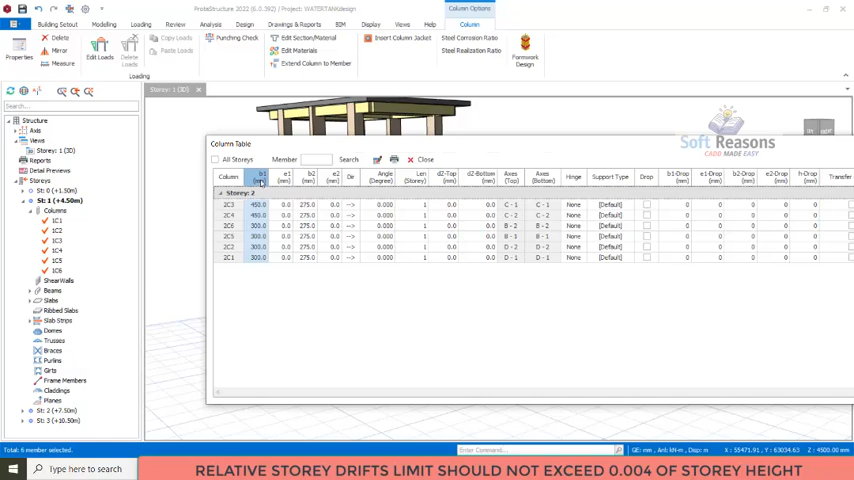 ProtaStructure 2022 (6.0.392) / Project: WATERTANKdesign
Column Options
Building Setout Modeling Loading Review Analysis Design Drawings & Reports BIM Display Views Help Column
Properties
Delete
Mirror
Measure
Edit Loads
Delete Loads
Copy Loads
Paste Loads
Loading
Punching Check
Edit Section/Material
Edit Materials
Extend Column to Member
Insert Column Jacket
Steel Corrosion Ratio
Steel Realization Ratio
Formwork Design
Search...
Storey: 1 (3D)
Structure
Axis
Views
Storey: 1 (3D)
Reports
Detail Previews
Storeys
St: 0 (+1.50m)
St: 1 (+4.50m)
Columns
1C1
1C2
1C3
1C4
1C5
1C6
ShearWalls
Beams
Slabs
Ribbed Slabs
Slab Strips
Domes
Trusses
Braces
Purlins
Girts
Frame Members
Claddings
Planes
St: 2 (+7.50m)
St: 3 (+10.50m)
Soft Reasons
CADD MADE EASY
Column Table
All Storeys Member Search Close
Column b1 (mm) e1 (mm) b2 (mm) e2 (mm) Dir Angle (Degree) Len (Storey) dZ-Top (mm) dZ-Bottom (mm) Axes (Top) Axes (Bottom) Hinge Support Type Drop b1-Drop (mm) e1-Drop (mm) b2-Drop (mm) e2-Drop (mm) h-Drop (mm) Transfer
Storey: 2
2C3 450.0 0.0 275.0 0.0 --> 0.000 1 0.0 0.0 C - 1 C - 1 None [Default] 0 0 0 0 0
2C4 450.0 0.0 275.0 0.0 --> 0.000 1 0.0 0.0 C - 2 C - 2 None [Default] 0 0 0 0 0
2C6 300.0 0.0 275.0 0.0 --> 0.000 1 0.0 0.0 B - 2 B - 2 None [Default] 0 0 0 0 0
2C5 300.0 0.0 275.0 0.0 --> 0.000 1 0.0 0.0 B - 1 B - 1 None [Default] 0 0 0 0 0
2C2 300.0 0.0 275.0 0.0 --> 0.000 1 0.0 0.0 D - 2 D - 2 None [Default] 0 0 0 0 0
2C1 300.0 0.0 275.0 0.0 --> 0.000 1 0.0 0.0 D - 1 D - 1 None [Default] 0 0 0 0 0
Total: 6 member selected.
Enter Command...
QE: mm, Ani: kN-m, Disp: m X : 55471.91 Y : 63034.63 Z : 4500.00 mm
Type here to search
RELATIVE STOREY DRIFTS LIMIT SHOULD NOT EXCEED 0.004 OF STOREY HEIGHT